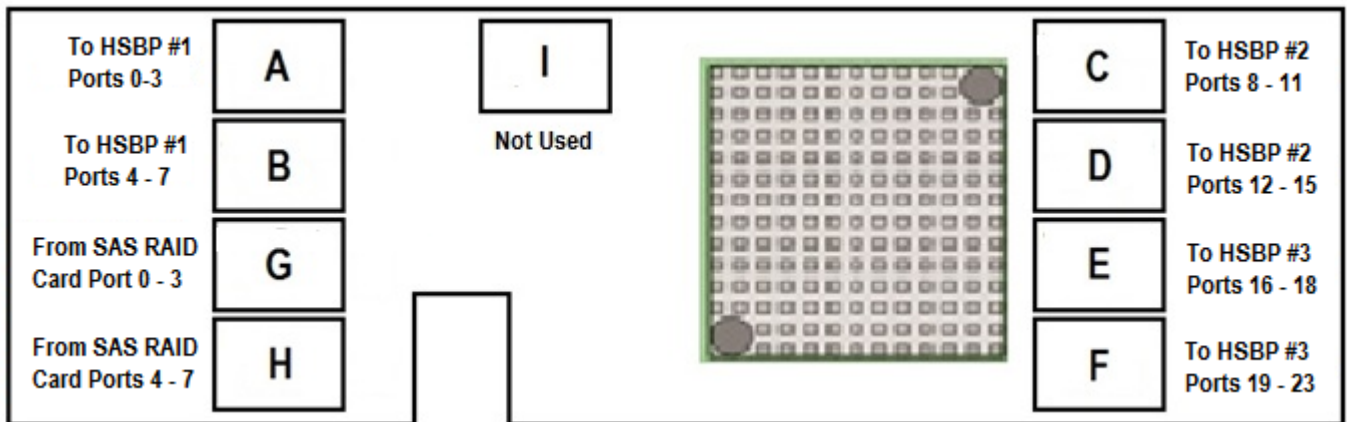 To HSBP #1
Ports 0-3
A
I
Not Used
C
To HSBP #2
Ports 8 - 11
To HSBP #1
Ports 4 - 7
B
D
To HSBP #2
Ports 12 - 15
From SAS RAID
Card Port 0 - 3
G
E
To HSBP #3
Ports 16 - 18
From SAS RAID
Card Ports 4 - 7
H
F
To HSBP #3
Ports 19 - 23